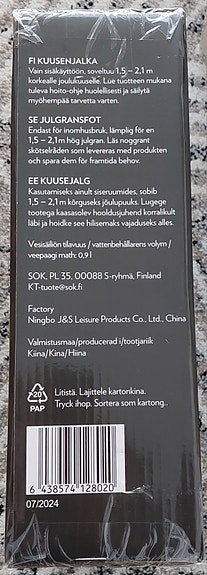 FI KUUSENJALKA
Vain sisäkäyttöön, soveltuu 1,5 – 2,1 m
korkealle joulukuuselle. Lue tuotteen mukana
tuleva hoito-ohje huolellisesti ja säilytä
myöhempää tarvetta varten.
SE JULGRANSFOT
Endast för inomhusbruk, lämplig för en
1,5 – 2,1m hög julgran. Läs noggrant
skötselråden som levereras med produkten
och spara dem för framtida behov.
EE KUUSEJALG
Kasutamiseks ainult siseruumides, sobib
1,5 – 2,1m kõrguseks jõulupuuks. Lugege
tootega kaasasolev hooldusjuhend korralikult
läbi ja hoidke see hilisemaks vajaduseks alles.
Vesisäiliön tilavuus / vattenbehållarens volym /
veepaagi maht: 0,9 l
SOK, PL 35, 00088 S-ryhmä, Finland
KT-tuote@sok.fi
Factory
Ningbo J&S Leisure Products Co., Ltd., China
Valmistusmaa/producerad i/tootjariik
Kiina/Kina/Hiina
20
PAP
Litistä. Lajittele kartonkina.
Tryck ihop. Sortera som kartong..
6 438574 128020
07/2024